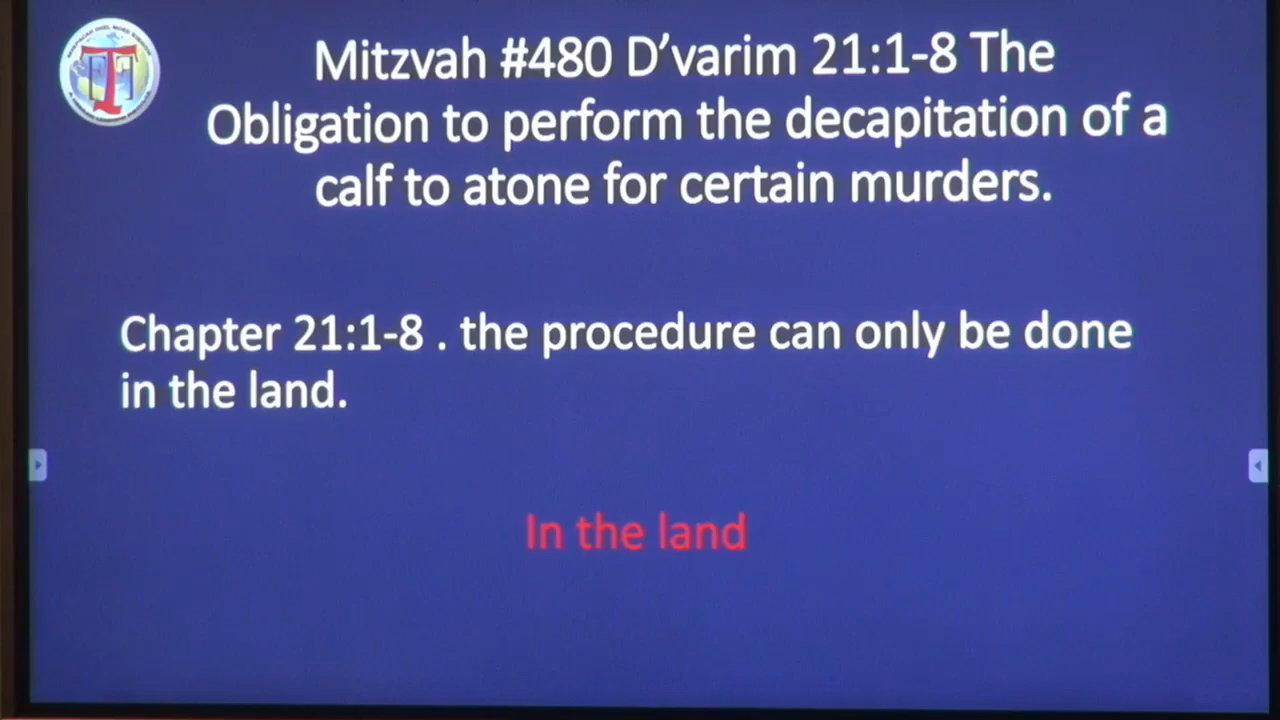 Mitzvah #480 D’varim 21:1-8 The
Obligation to perform the decapitation of a
calf to atone for certain murders.
Chapter 21:1-8 . the procedure can only be done
in the land.
In the land